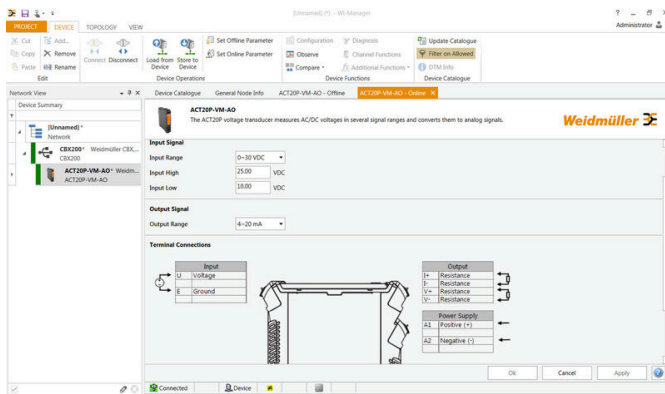 [Unnamed] (*) - WI-Manager
PROJECT DEVICE TOPOLOGY VIEW
Administrator
Cut Add...
Copy Remove
Paste Rename
Connect Disconnect
Load from Device
Store to Device
Set Offline Parameter
Set Online Parameter
Configuration Diagnosis
Observe Channel Functions
Compare Additional Functions
Update Catalogue
Filter on Allowed
DTM Info
Edit Device Operations Device Functions Device Catalogue
Network View
Device Catalogue General Node Info ACT20P-VM-AO - Offline ACT20P-VM-AO - Online
Device Summary
[Unnamed]*
Network
CBX200* Weidmüller CBX...
CBX200
ACT20P-VM-AO* Weidm...
ACT20P-VM-AO
ACT20P-VM-AO
The ACT20P voltage transducer measures AC/DC voltages in several signal ranges and converts them to analog signals.
Weidmüller
Input Signal
Input Range 0~30 VDC
Input High 25.00 VDC
Input Low 10.00 VDC
Output Signal
Output Range 4~20 mA
Terminal Connections
Input
U Voltage
E Ground
Output
I+ Resistance
I- Resistance
V+ Resistance
V- Resistance
Power Supply
A1 Positive (+)
A2 Negative (-)
Ok Cancel Apply
Connected Device